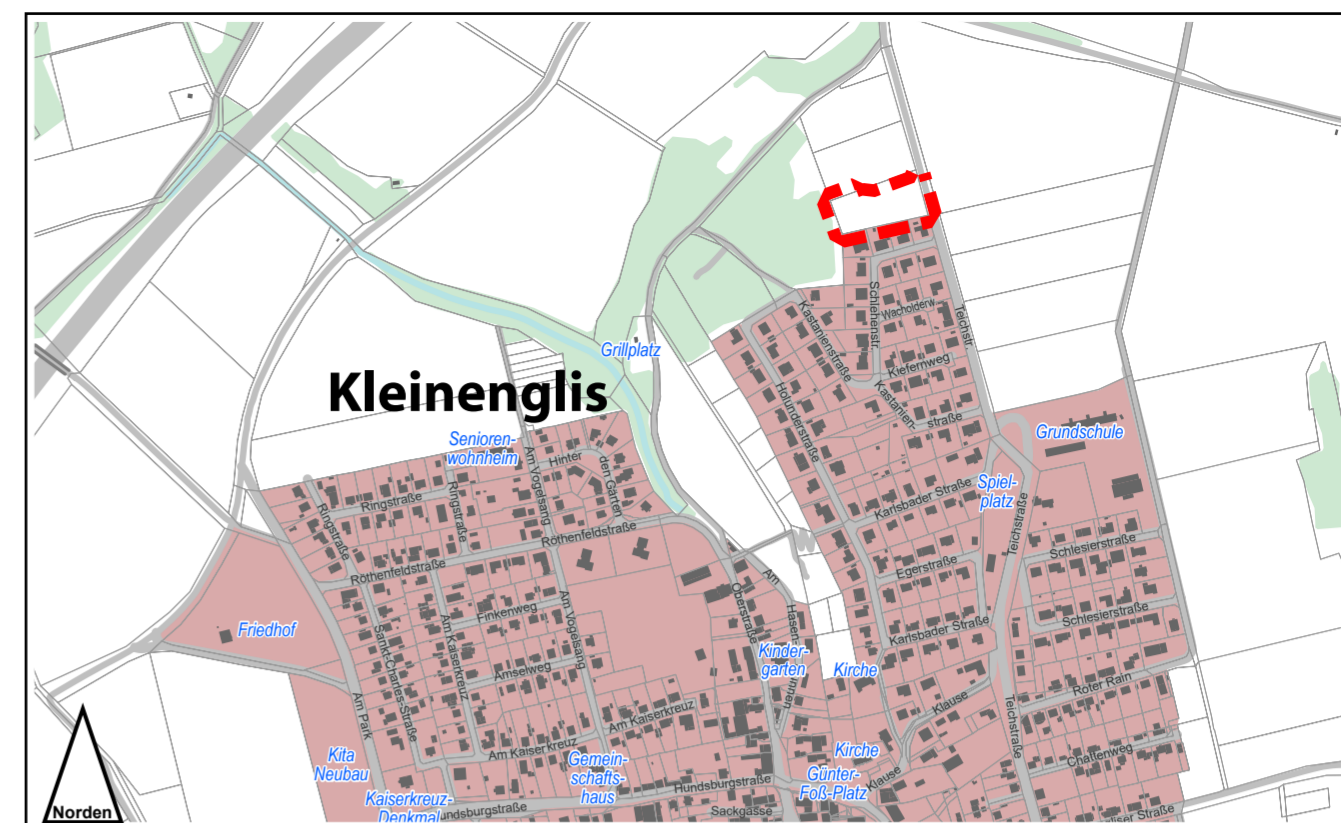 Kleinenglis
Grillplatz
Schlehenstr.
Wacholderw.
Teichstr.
Kastanienstraße
Kiefernweg
Kastanien-
straße
Holunderstraße
Grundschule
Senioren-
wohnheim
Am Vogelsang
Hinter
den Gärten
Ringstraße
Ringstraße
Ringstraße
Spiel-
platz
Karlsbader Straße
Teichstraße
Röthenfeldstraße
Röthenfeldstraße
Schlesierstraße
Egerstraße
Am
Hasen
Oberstraße
Friedhof
Finkenweg
Am Vogelsang
Schlesierstraße
Karlsbader Straße
Sankt-Charles-Straße
Am Kaiserkreuz
Amselweg
Kinder-
garten
Kirche
Roter Rain
Am Park
Am Kaiserkreuz
Klause
Teichstraße
Kita
Neubau
Am Kaiserkreuz
Gemein-
schafts-
haus
Kirche
Chattenweg
Hundsburgstraße
Günter-
Foß-Platz
Klause
Kaiserkreuz-
Denkmal
undsburgstraße
Sackgasse
Norden